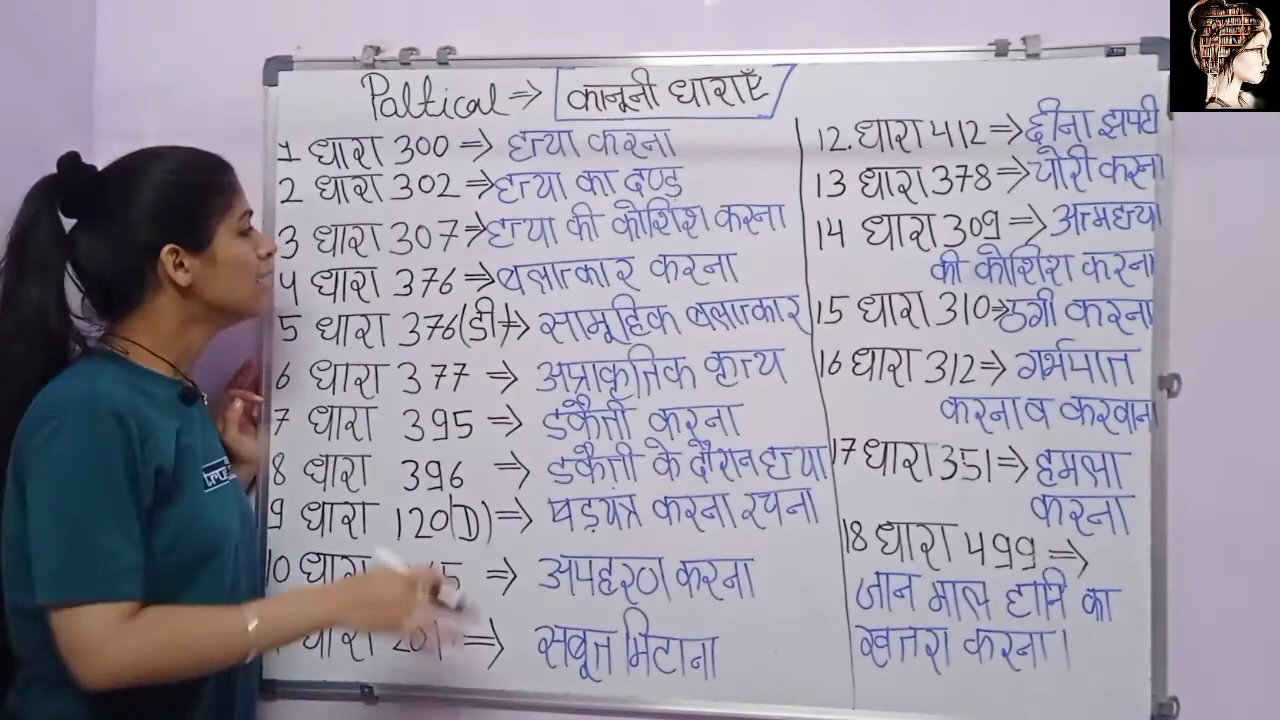 Paltical ⇒ कानूनी धाराएँ
1 धारा 300 ⇒ हत्या करना
2 धारा 302 ⇒ हत्या का दण्ड
3 धारा 307 ⇒ हत्या की कोशिश करना
4 धारा 376 ⇒ बलात्कार करना
5 धारा 376(डी) ⇒ सामूहिक बलात्कार
6 धारा 377 ⇒ अप्राकृतिक कृत्य
7 धारा 395 ⇒ डकैती करना
8 धारा 396 ⇒ डकैती के दौरान हत्या
9 धारा 120(D) ⇒ षड़यत्र करना रचना
10 धारा ⇒ अपहरण करना
धारा 201 ⇒ सबूत मिटाना
12. धारा 412 ⇒ छीना झपटी
13 धारा 378 ⇒ चोरी करना
14 धारा 309 ⇒ आत्महत्या
की कोशिश करना
15 धारा 310 ⇒ ठगी करना
16 धारा 312 ⇒ गर्भपात
करना व करवाना
17 धारा 351 ⇒ हमला
करना
18 धारा 499 ⇒
जान माल हानि का
खतरा करना।